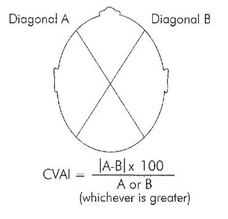 Diagonal A Diagonal B
CVAI = |A-B| x 100
A or B
(whichever is greater)